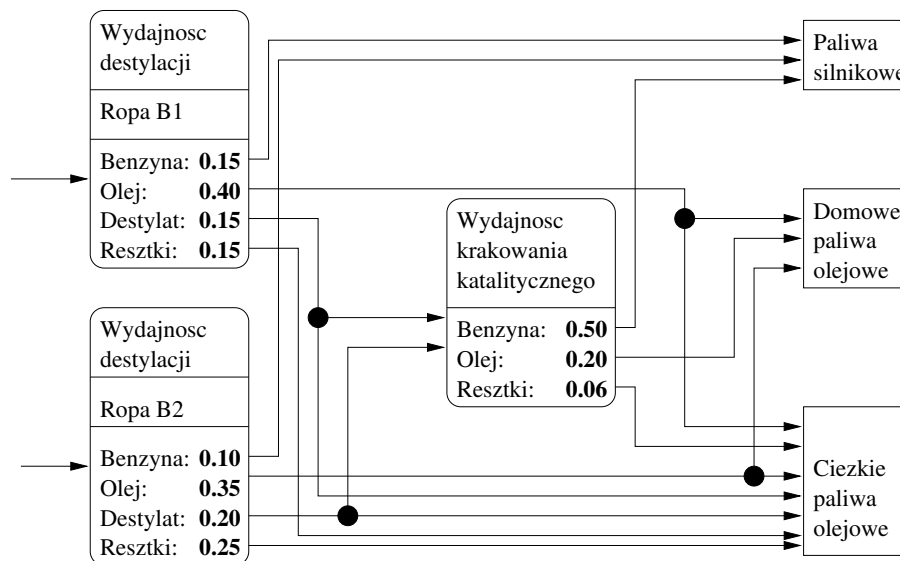 Wydajnosc
destylacji
Ropa B1
Benzyna: 0.15
Olej: 0.40
Destylat: 0.15
Resztki: 0.15
Wydajnosc
destylacji
Ropa B2
Benzyna: 0.10
Olej: 0.35
Destylat: 0.20
Resztki: 0.25
Wydajnosc
krakowania
katalitycznego
Benzyna: 0.50
Olej: 0.20
Resztki: 0.06
Paliwa
silnikowe
Domowe
paliwa
olejowe
Ciezkie
paliwa
olejowe